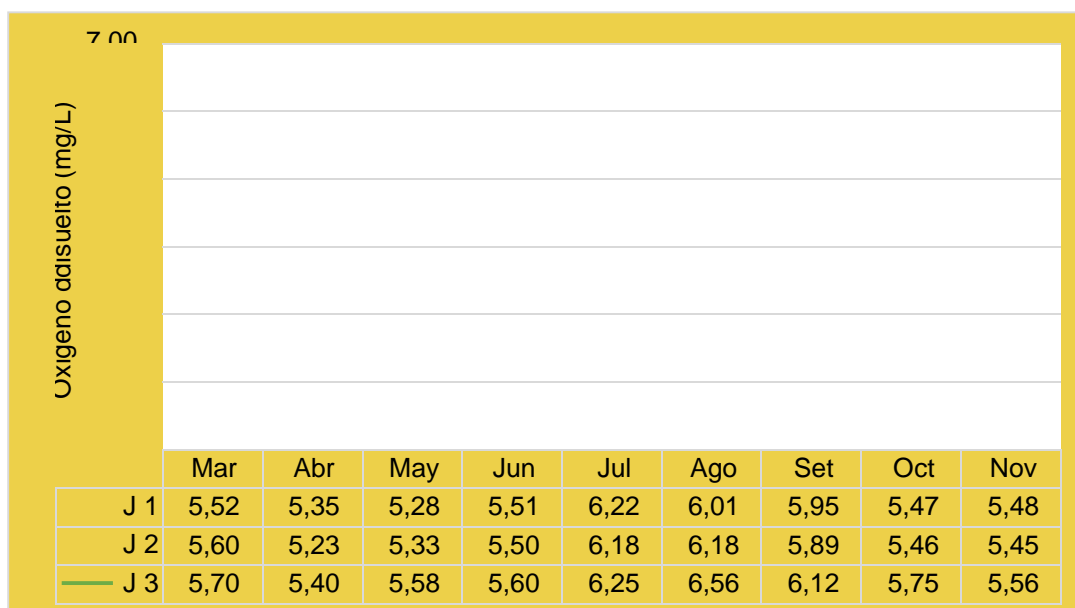 7,00
Oxigeno ddisuelto (mg/L)
Mar Abr May Jun Jul Ago Set Oct Nov
J 1 5,52 5,35 5,28 5,51 6,22 6,01 5,95 5,47 5,48
J 2 5,60 5,23 5,33 5,50 6,18 6,18 5,89 5,46 5,45
J 3 5,70 5,40 5,58 5,60 6,25 6,56 6,12 5,75 5,56